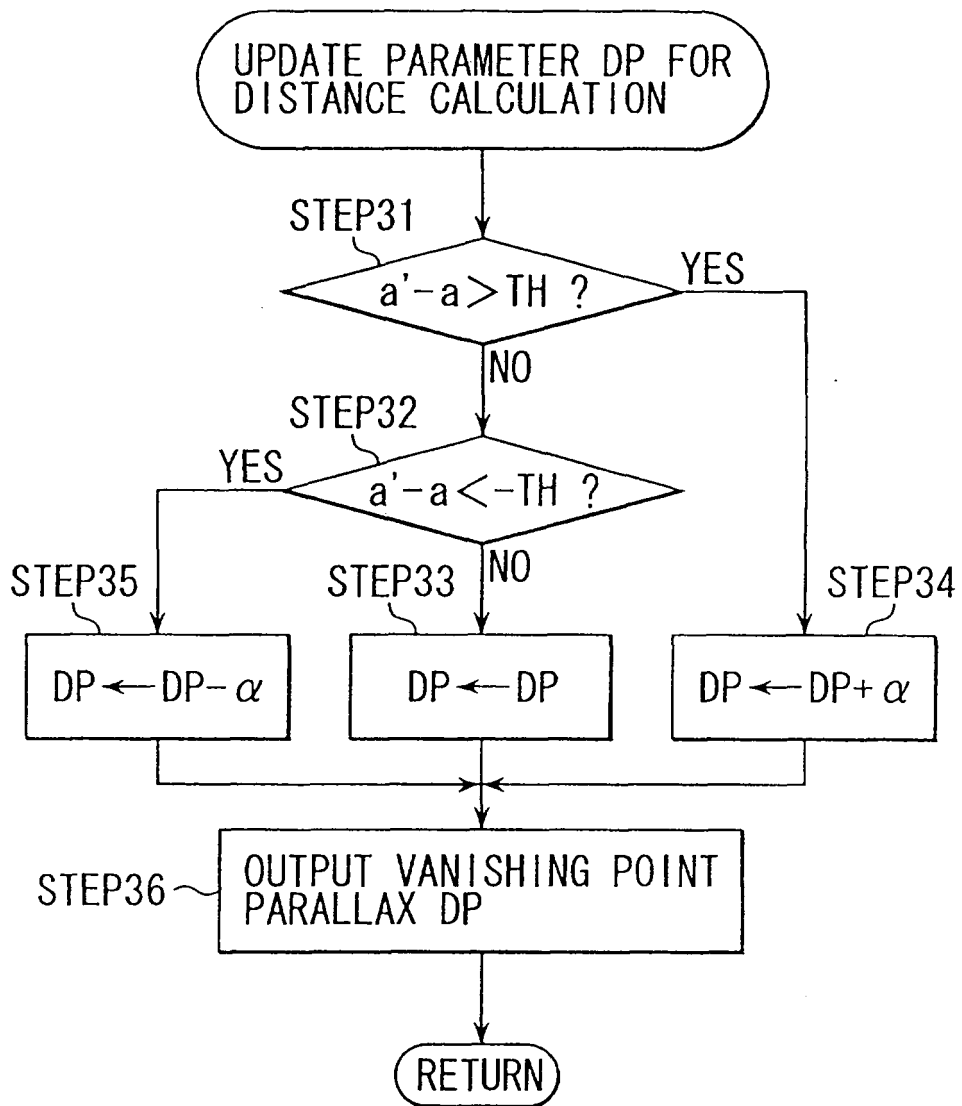 UPDATE PARAMETER DP FOR
DISTANCE CALCULATION
STEP31
a'-a>TH ?
YES
NO
STEP32
YES
a'-a<-TH ?
NO
STEP35
STEP33
STEP34
DP←DP-α
DP←DP
DP←DP+α
STEP36
OUTPUT VANISHING POINT
PARALLAX DP
RETURN